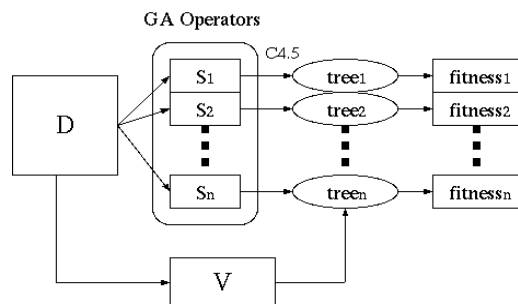 GA Operators
C4.5
S1 tree1 fitness1
D
S2 tree2 fitness2
Sn treen fitnessn
V